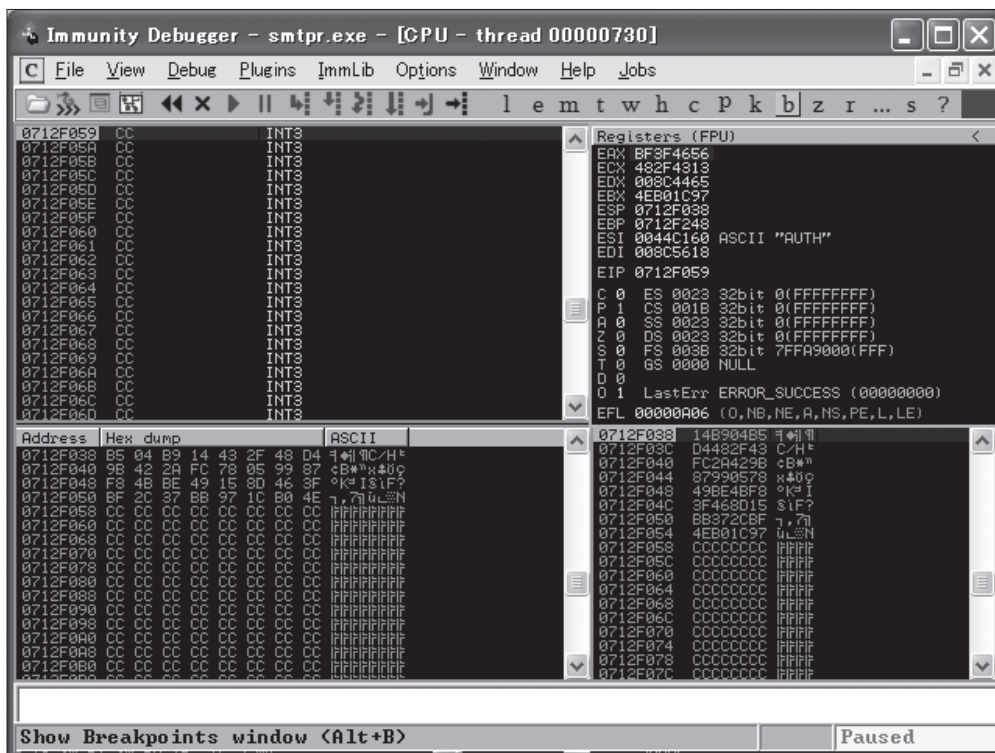 Immunity Debugger - smtpr.exe - [CPU - thread 00000730]
C File View Debug Plugins ImmLib Options Window Help Jobs
l e m t w h c P k b z r ... s ?
0712F059 CC INT3
0712F05A CC INT3
0712F05B CC INT3
0712F05C CC INT3
0712F05D CC INT3
0712F05E CC INT3
0712F05F CC INT3
0712F060 CC INT3
0712F061 CC INT3
0712F062 CC INT3
0712F063 CC INT3
0712F064 CC INT3
0712F065 CC INT3
0712F066 CC INT3
0712F067 CC INT3
0712F068 CC INT3
0712F069 CC INT3
0712F06A CC INT3
0712F06B CC INT3
0712F06C CC INT3
0712F06D CC INT3
Registers (FPU) <
EAX BF3F4656
ECX 482F4313
EDX 008C4465
EBX 4EB01C97
ESP 0712F038
EBP 0712F248
ESI 0044C160 ASCII "AUTH"
EDI 008C5618
EIP 0712F059
C 0 ES 0023 32bit 0(FFFFFFFF)
P 1 CS 001B 32bit 0(FFFFFFFF)
A 0 SS 0023 32bit 0(FFFFFFFF)
Z 0 DS 0023 32bit 0(FFFFFFFF)
S 0 FS 003B 32bit 7FFA9000(FFF)
T 0 GS 0000 NULL
D 0
O 1 LastErr ERROR_SUCCESS (00000000)
EFL 00000A06 (O,NB,NE,A,NS,PE,L,LE)
Address Hex dump ASCII
0712F038 B5 04 B9 14 43 2F 48 D4
0712F040 9B 42 2A FC 78 05 99 87
0712F048 F8 4B BE 49 15 8D 46 3F
0712F050 BF 2C 37 BB 97 1C B0 4E
0712F058 CC CC CC CC CC CC CC CC
0712F060 CC CC CC CC CC CC CC CC
0712F068 CC CC CC CC CC CC CC CC
0712F070 CC CC CC CC CC CC CC CC
0712F078 CC CC CC CC CC CC CC CC
0712F080 CC CC CC CC CC CC CC CC
0712F088 CC CC CC CC CC CC CC CC
0712F090 CC CC CC CC CC CC CC CC
0712F098 CC CC CC CC CC CC CC CC
0712F0A0 CC CC CC CC CC CC CC CC
0712F0A8 CC CC CC CC CC CC CC CC
0712F0B0 CC CC CC CC CC CC CC CC
0712F038 14B904B5
0712F03C D4482F43 C/H
0712F040 FC2A429B
0712F044 87990578
0712F048 49BE4BF8
0712F04C 3F468D15
0712F050 BB372CBF
0712F054 4EB01C97
0712F058 CCCCCCCC
0712F05C CCCCCCCC
0712F060 CCCCCCCC
0712F064 CCCCCCCC
0712F068 CCCCCCCC
0712F06C CCCCCCCC
0712F070 CCCCCCCC
0712F074 CCCCCCCC
0712F078 CCCCCCCC
0712F07C CCCCCCCC
Show Breakpoints window (Alt+B)
Paused